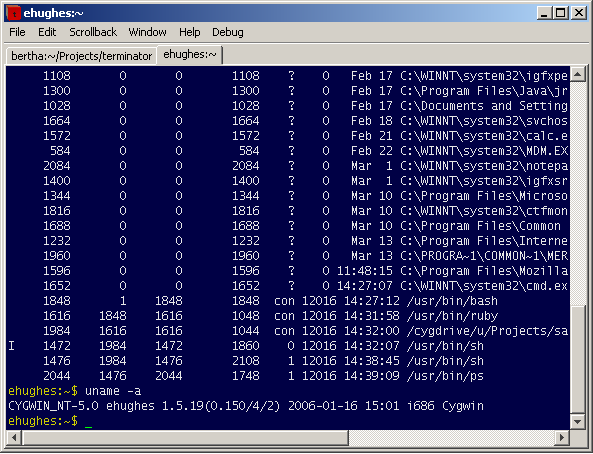 ehughes:~
File Edit Scrollback Window Help Debug
bertha:~/Projects/terminator ehughes:~
1108 0 0 1108 ? 0 Feb 17 C:\WINNT\system32\igfxpe
1300 0 0 1300 ? 0 Feb 17 C:\Program Files\Java\jr
1028 0 0 1028 ? 0 Feb 17 C:\Documents and Setting
1664 0 0 1664 ? 0 Feb 18 C:\WINNT\system32\svchos
1572 0 0 1572 ? 0 Feb 21 C:\WINNT\system32\calc.e
584 0 0 584 ? 0 Feb 22 C:\WINNT\system32\MDM.EX
2084 0 0 2084 ? 0 Mar 1 C:\WINNT\system32\notepa
1400 0 0 1400 ? 0 Mar 1 C:\WINNT\system32\igfxsr
1344 0 0 1344 ? 0 Mar 10 C:\Program Files\Microso
1816 0 0 1816 ? 0 Mar 10 C:\WINNT\system32\ctfmon
1688 0 0 1688 ? 0 Mar 10 C:\Program Files\Common
1232 0 0 1232 ? 0 Mar 13 C:\Program Files\Interne
1960 0 0 1960 ? 0 Mar 13 C:\PROGRA~1\COMMON~1\MER
1596 0 0 1596 ? 0 11:48:15 C:\Program Files\Mozilla
1652 0 0 1652 ? 0 14:27:07 C:\WINNT\system32\cmd.ex
1848 1 1848 1848 con 12016 14:27:12 /usr/bin/bash
1616 1848 1616 1048 con 12016 14:31:58 /usr/bin/ruby
1984 1616 1616 1044 con 12016 14:32:00 /cygdrive/u/Projects/sa
I 1472 1984 1472 1860 0 12016 14:32:07 /usr/bin/sh
1476 1984 1476 2108 1 12016 14:38:45 /usr/bin/sh
2044 1476 2044 1748 1 12016 14:39:09 /usr/bin/ps
ehughes:~$ uname -a
CYGWIN_NT-5.0 ehughes 1.5.19(0.150/4/2) 2006-01-16 15:01 i686 Cygwin
ehughes:~$ _